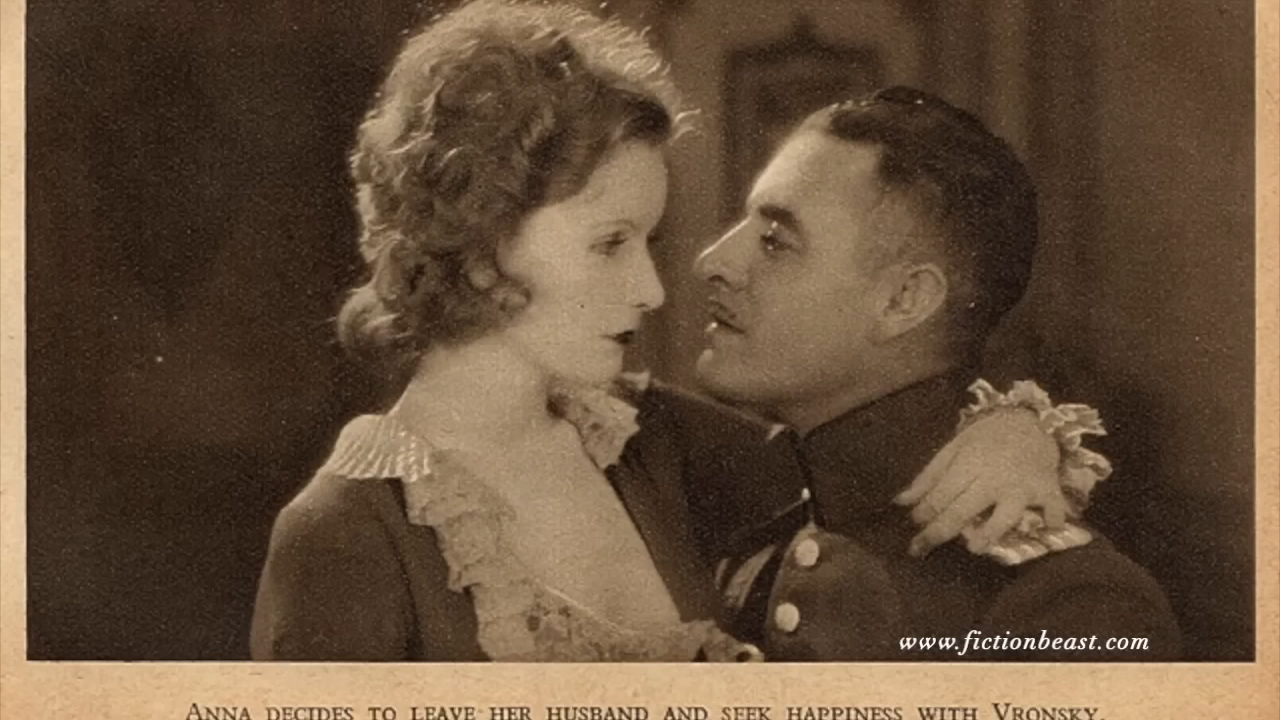 www.fictionbeast.com
ANNA DECIDES TO LEAVE HER HUSBAND AND SEEK HAPPINESS WITH VRONSKY